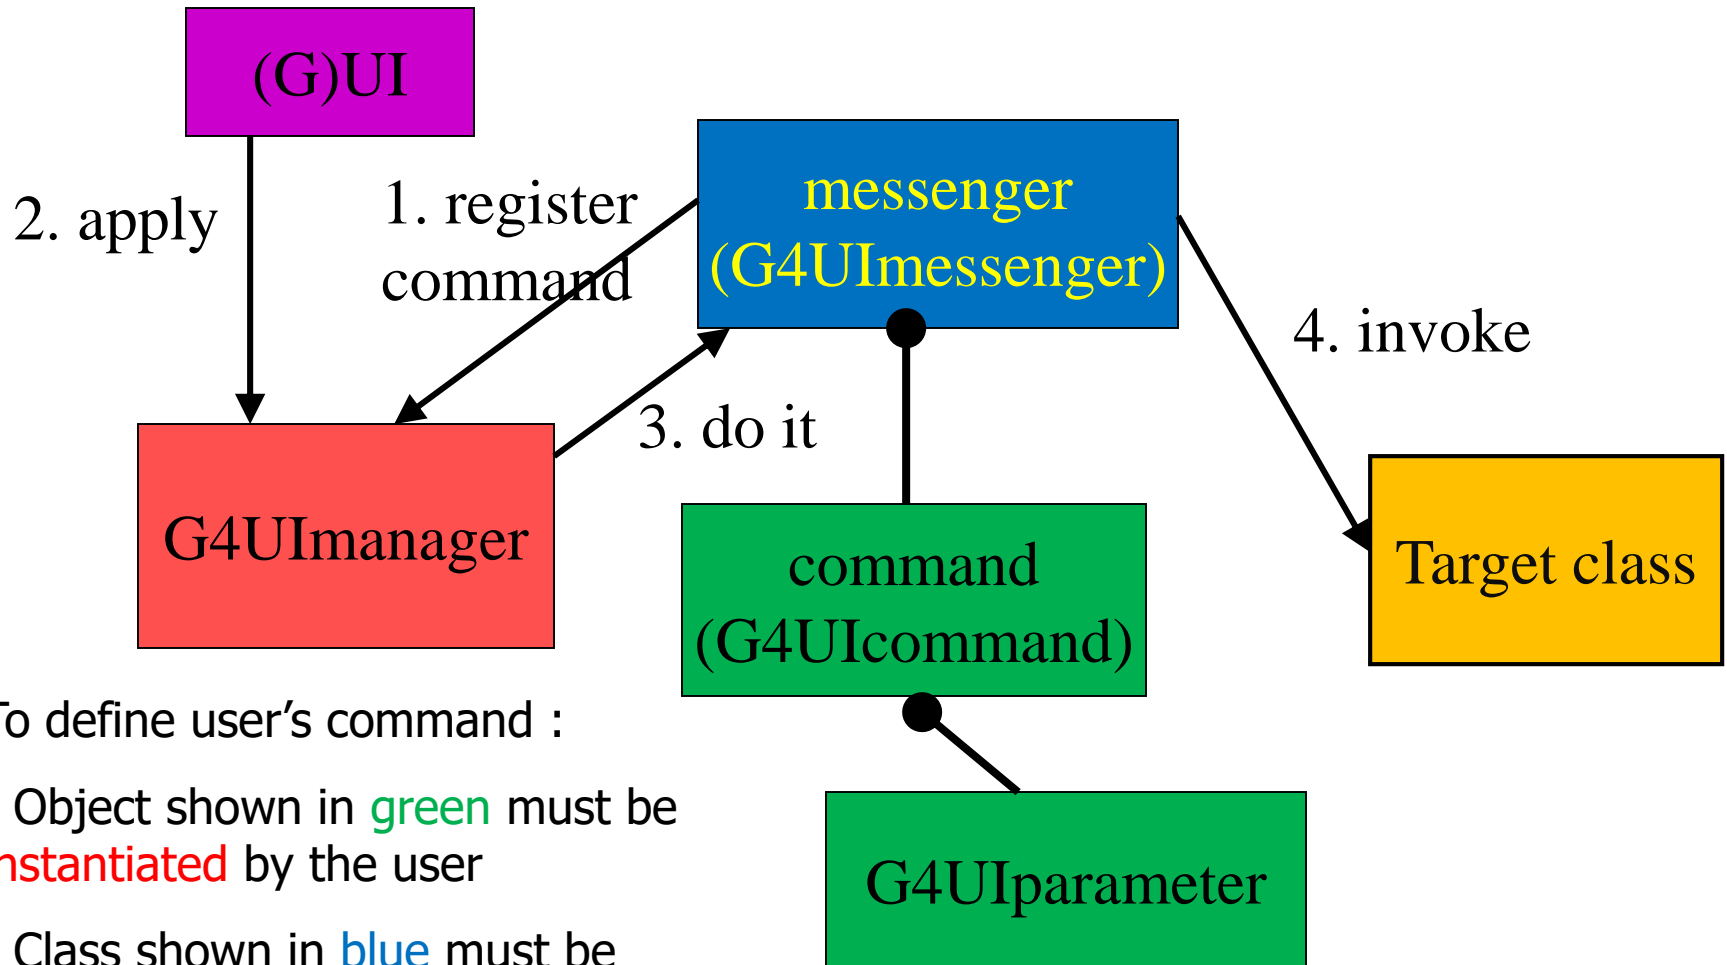 (G)UI
2. apply
1. register
command
messenger
(G4UImessenger)
4. invoke
3. do it
G4UImanager
command
(G4UIcommand)
Target class
To define user’s command :
Object shown in green must be
nstantiated by the user
Class shown in blue must be
G4UIparameter